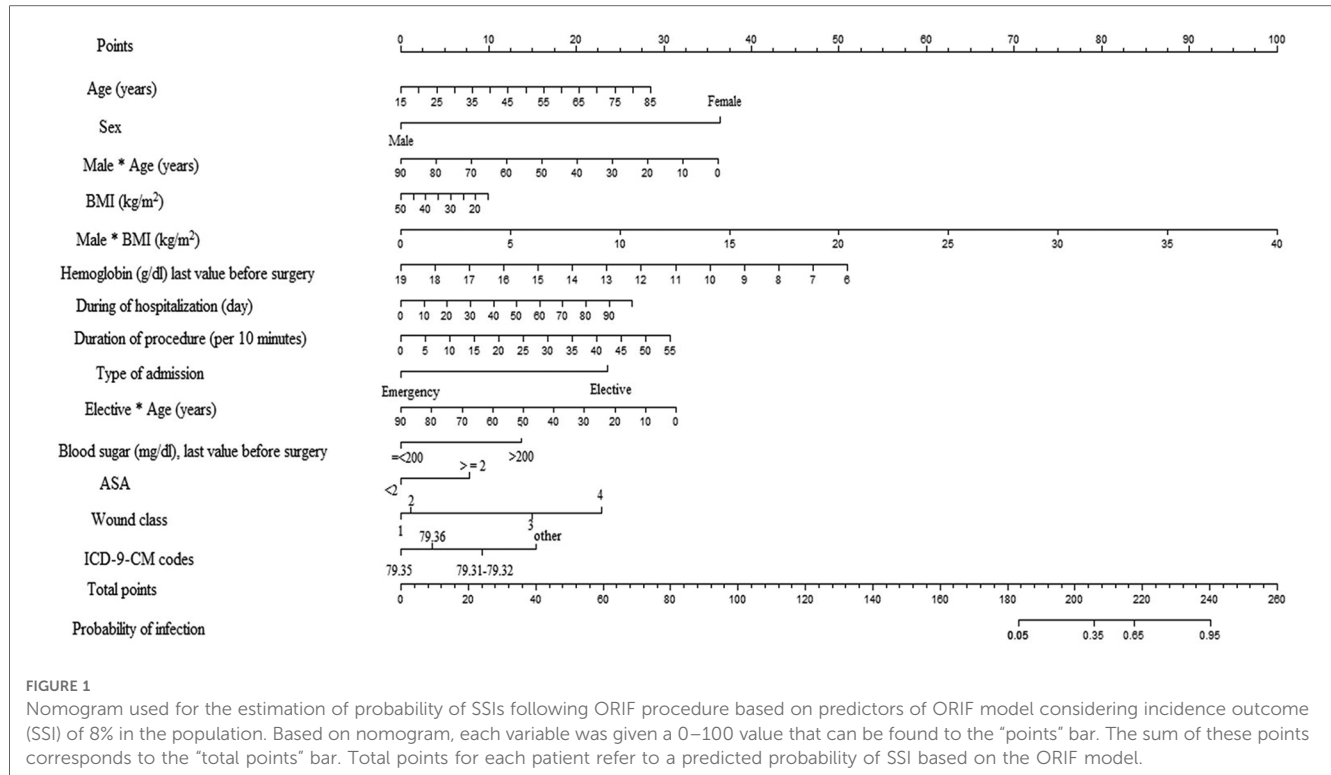 Points
0 10 20 30 40 50 60 70 80 90 100
Age (years)
15 25 35 45 55 65 75 85
Female
Sex
Male
Male * Age (years)
90 80 70 60 50 40 30 20 10 0
BMI (kg/m²)
50 40 30 20
Male * BMI (kg/m²)
0 5 10 15 20 25 30 35 40
Hemoglobin (g/dl) last value before surgery
19 18 17 16 15 14 13 12 11 10 9 8 7 6
During of hospitalization (day)
0 10 20 30 40 50 60 70 80 90
Duration of procedure (per 10 minutes)
0 5 10 15 20 25 30 35 40 45 50 55
Type of admission
Emergency Elective
Elective * Age (years)
90 80 70 60 50 40 30 20 10 0
Blood sugar (mg/dl), last value before surgery
=<200 >200
>= 2
ASA
<2
2 4
Wound class
1 3
79.36 other
ICD-9-CM codes
79.35 79.31-79.32
Total points
0 20 40 60 80 100 120 140 160 180 200 220 240 260
Probability of infection
0.05 0.35 0.65 0.95
FIGURE 1
Nomogram used for the estimation of probability of SSIs following ORIF procedure based on predictors of ORIF model considering incidence outcome
(SSI) of 8% in the population. Based on nomogram, each variable was given a 0–100 value that can be found to the “points” bar. The sum of these points
corresponds to the “total points” bar. Total points for each patient refer to a predicted probability of SSI based on the ORIF model.